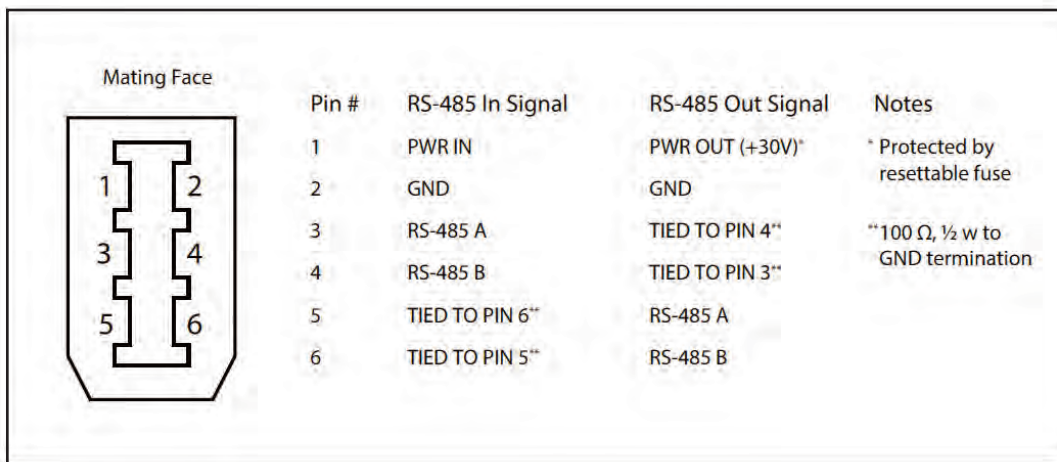 Mating Face
1 2
3 4
5 6
Pin # RS-485 In Signal RS-485 Out Signal Notes
1 PWR IN PWR OUT (+30V)* * Protected by
resettable fuse
2 GND GND
3 RS-485 A TIED TO PIN 4** **100 Ω, ½ w to
GND termination
4 RS-485 B TIED TO PIN 3**
5 TIED TO PIN 6** RS-485 A
6 TIED TO PIN 5** RS-485 B